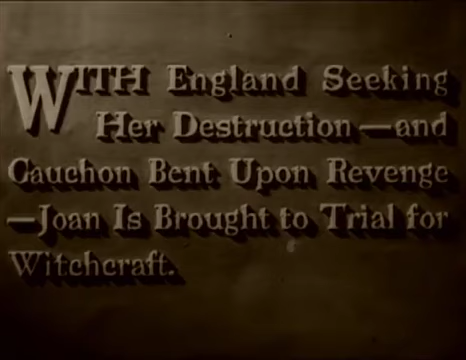 WITH England Seeking
Her Destruction—and
Cauchon Bent Upon Revenge
—Joan Is Brought to Trial for
Witchcraft.